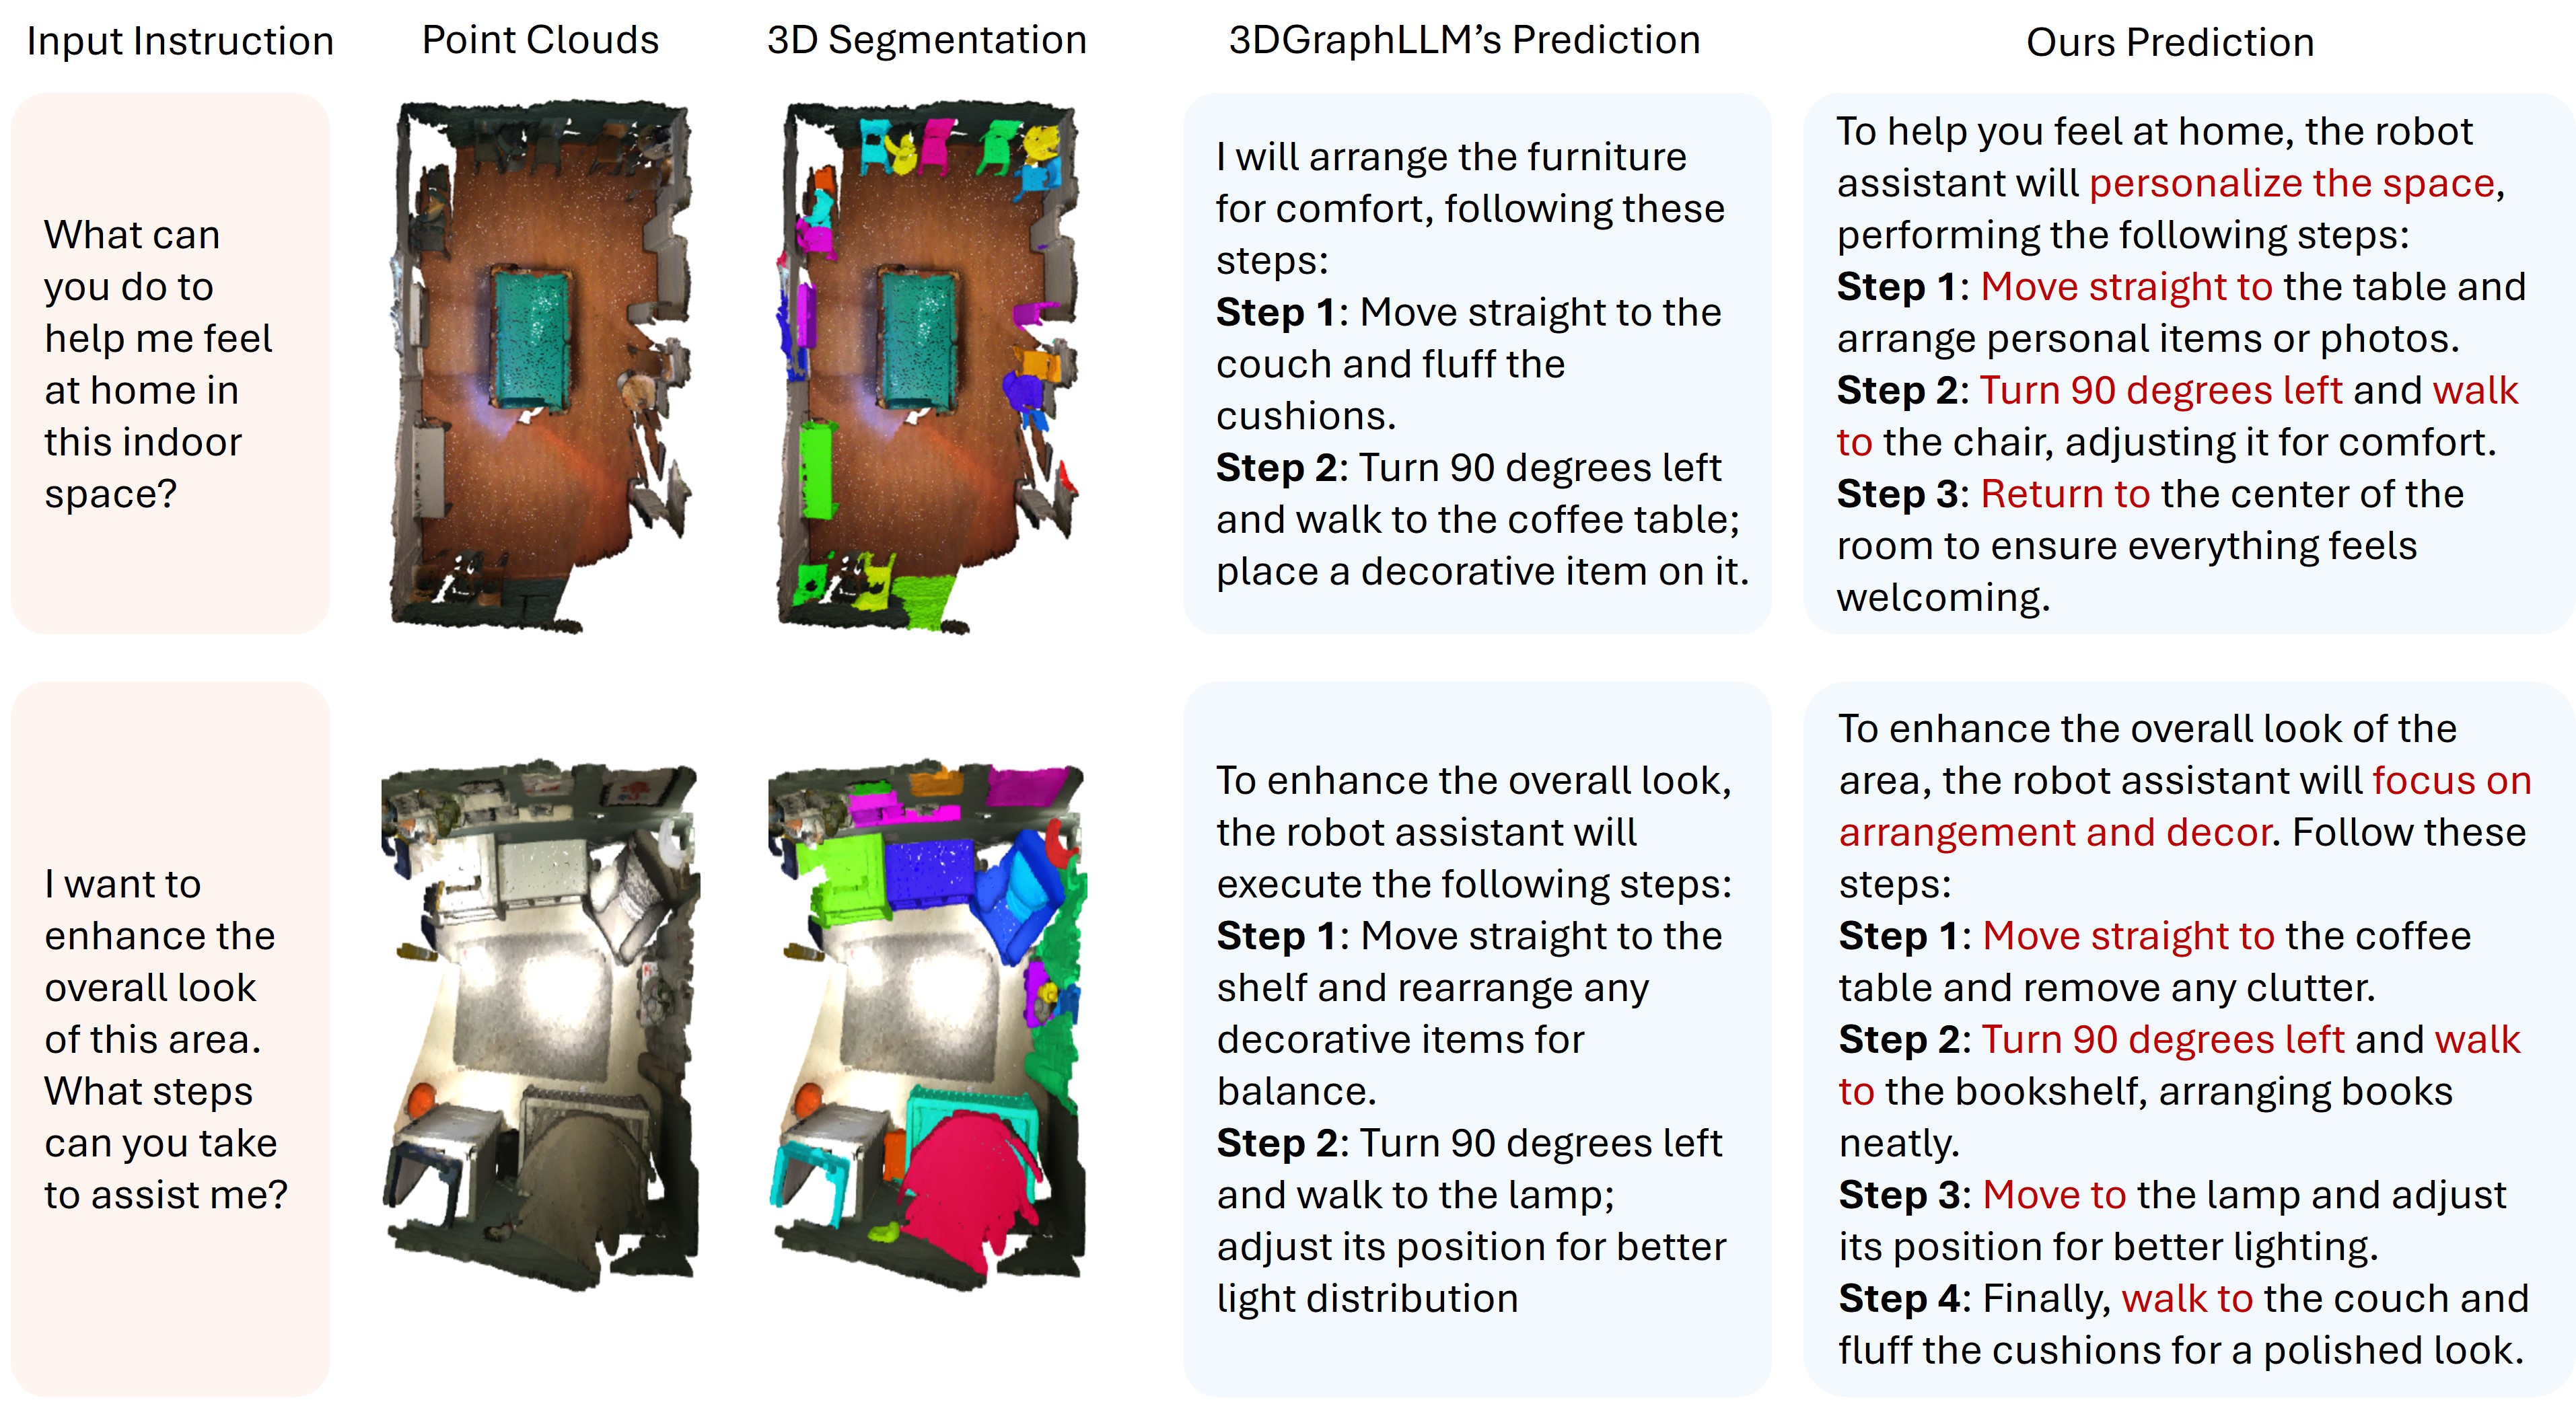 Input Instruction
Point Clouds
3D Segmentation
3DGraphLLM’s Prediction
Ours Prediction
What can
you do to
help me feel
at home in
this indoor
space?
I will arrange the furniture
for comfort, following these
steps:
Step 1: Move straight to the
couch and fluff the
cushions.
Step 2: Turn 90 degrees left
and walk to the coffee table;
place a decorative item on it.
To help you feel at home, the robot
assistant will personalize the space,
performing the following steps:
Step 1: Move straight to the table and
arrange personal items or photos.
Step 2: Turn 90 degrees left and walk
to the chair, adjusting it for comfort.
Step 3: Return to the center of the
room to ensure everything feels
welcoming.
I want to
enhance the
overall look
of this area.
What steps
can you take
to assist me?
To enhance the overall look,
the robot assistant will
execute the following steps:
Step 1: Move straight to the
shelf and rearrange any
decorative items for
balance.
Step 2: Turn 90 degrees left
and walk to the lamp;
adjust its position for better
light distribution
To enhance the overall look of the
area, the robot assistant will focus on
arrangement and decor. Follow these
steps:
Step 1: Move straight to the coffee
table and remove any clutter.
Step 2: Turn 90 degrees left and walk
to the bookshelf, arranging books
neatly.
Step 3: Move to the lamp and adjust
its position for better lighting.
Step 4: Finally, walk to the couch and
fluff the cushions for a polished look.